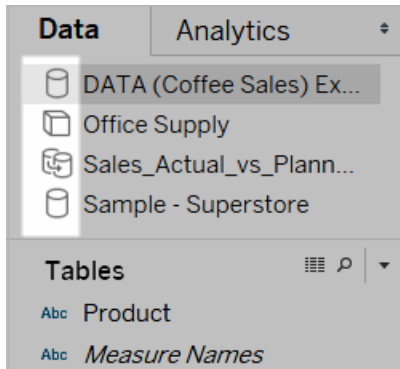 Data Analytics
DATA (Coffee Sales) Ex...
Office Supply
Sales_Actual_vs_Plann...
Sample - Superstore
Tables
Abc Product
Abc Measure Names